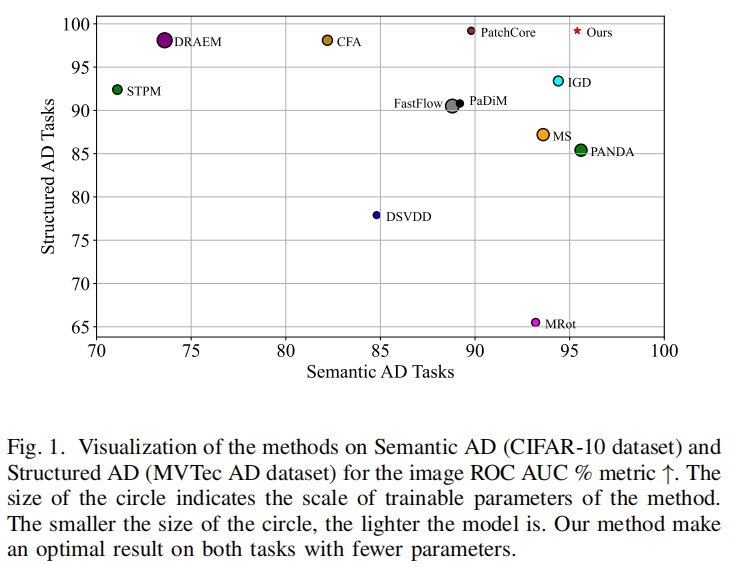 100
95
90
85
80
75
70
65
Structured AD Tasks
DRAEM
CFA
PatchCore
Ours
STPM
IGD
FastFlow
PaDiM
MS
PANDA
DSVDD
MRot
70 75 80 85 90 95 100
Semantic AD Tasks
Fig. 1. Visualization of the methods on Semantic AD (CIFAR-10 dataset) and
Structured AD (MVTec AD dataset) for the image ROC AUC % metric ↑. The
size of the circle indicates the scale of trainable parameters of the method.
The smaller the size of the circle, the lighter the model is. Our method make
an optimal result on both tasks with fewer parameters.